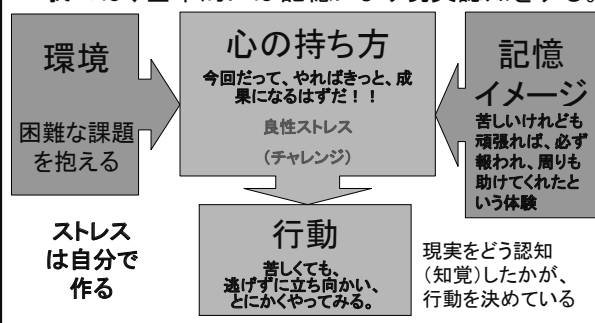 環境
困難な課題
を抱える
心の持ち方
今回だって、やればきっと、成
果になるはずだ！！
良性ストレス
（チャレンジ）
記憶
イメージ
苦しいけれども
頑張れば、必ず
報われ、周りも
助けてくれたと
いう体験
ストレス
は自分で
作る
行動
苦しくても、
逃げずに立ち向かい、
とにかくやってみる。
現実をどう認知
（知覚）したかが、
行動を決めている